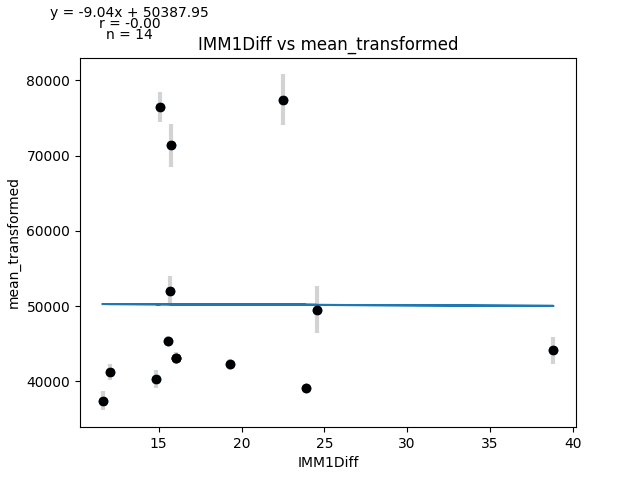 y = -9.04x + 50387.95
r = -0.00
n = 14
IMM1Diff vs mean_transformed
80000
70000
60000
50000
40000
mean_transformed
15 20 25 30 35 40
IMM1Diff